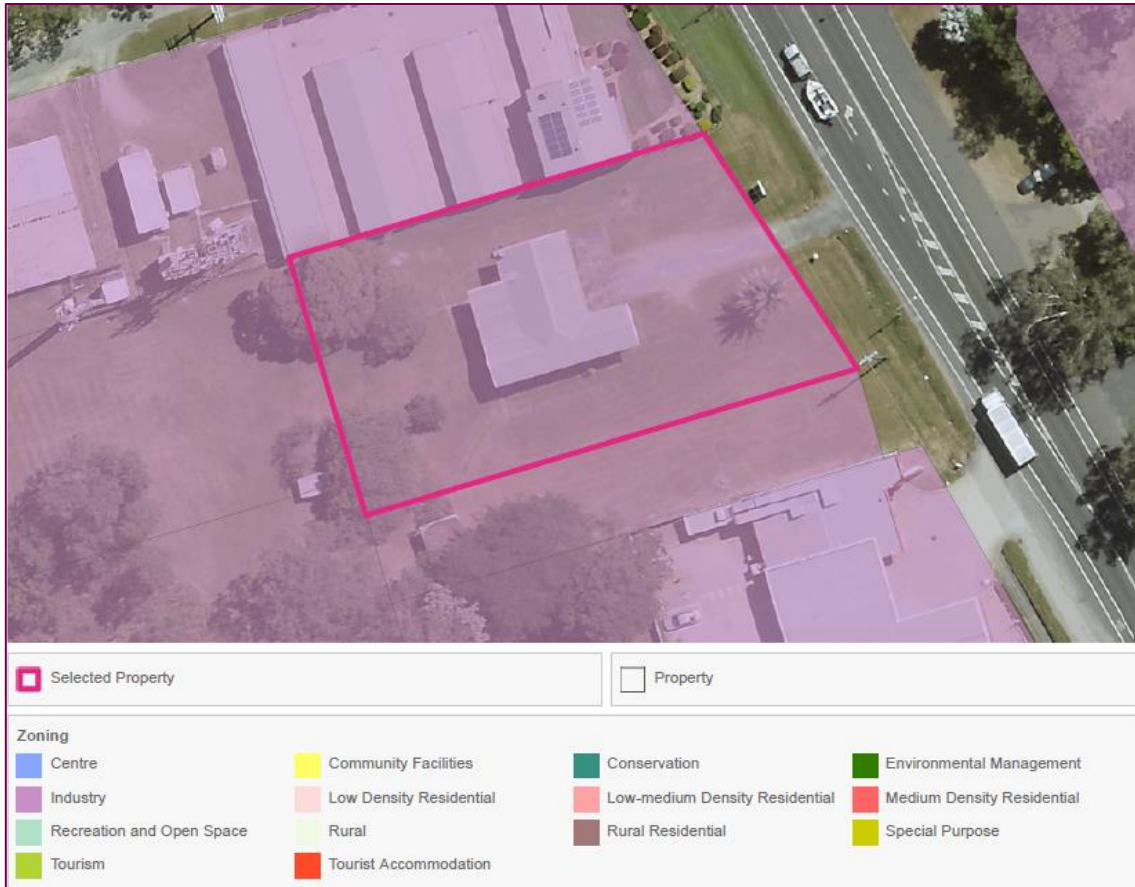 Selected Property
Property
Zoning
Centre
Community Facilities
Conservation
Environmental Management
Industry
Low Density Residential
Low-medium Density Residential
Medium Density Residential
Recreation and Open Space
Rural
Rural Residential
Special Purpose
Tourism
Tourist Accommodation